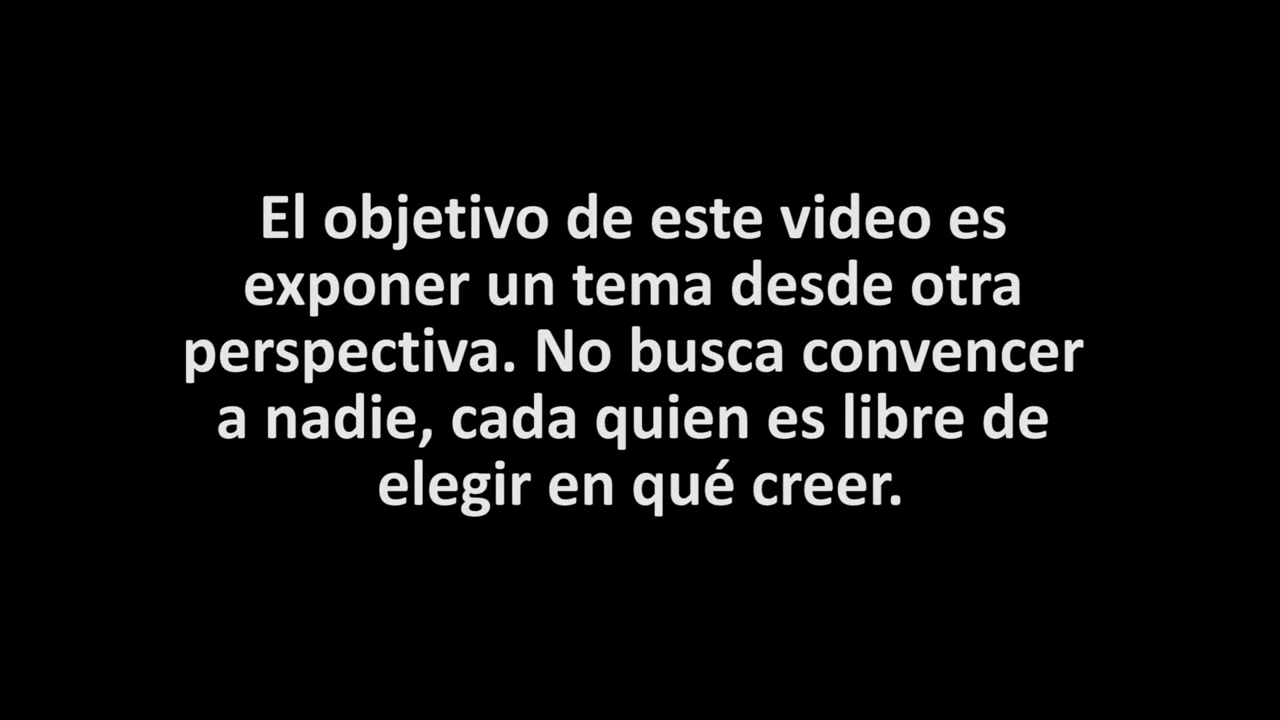 El objetivo de este video es
exponer un tema desde otra
perspectiva. No busca convencer
a nadie, cada quien es libre de
elegir en qué creer.